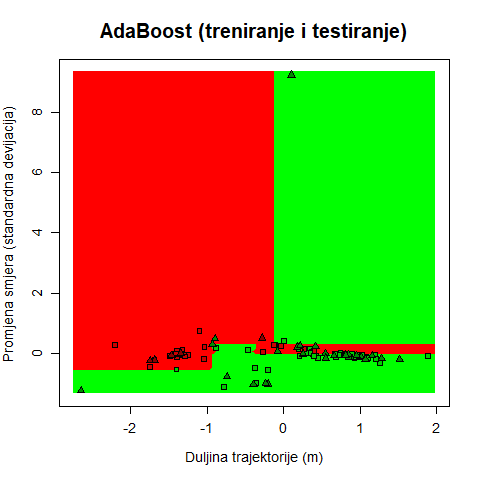 AdaBoost (treniranje i testiranje)
Promjena smjera (standardna devijacija)
8
6
4
2
0
-2 -1 0 1 2
Duljina trajektorije (m)